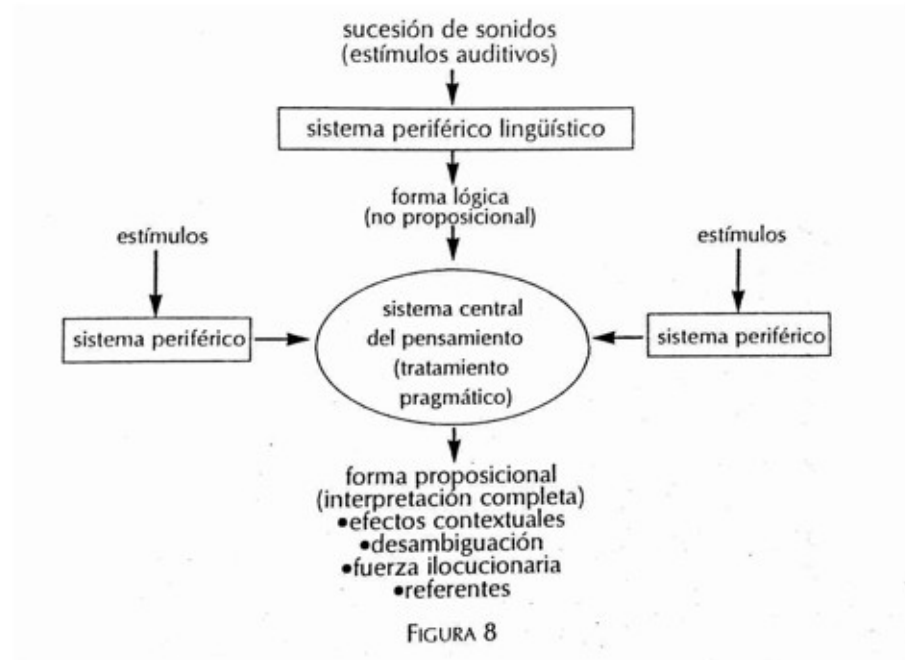 sucesión de sonidos
(estímulos auditivos)
sistema periférico lingüístico
forma lógica
(no proposicional)
estímulos
estímulos
sistema periférico
sistema central
del pensamiento
(tratamiento
pragmático)
sistema periférico
forma proposicional
(interpretación completa)
•efectos contextuales
•desambiguación
•fuerza ilocucionaria
•referentes
FIGURA 8